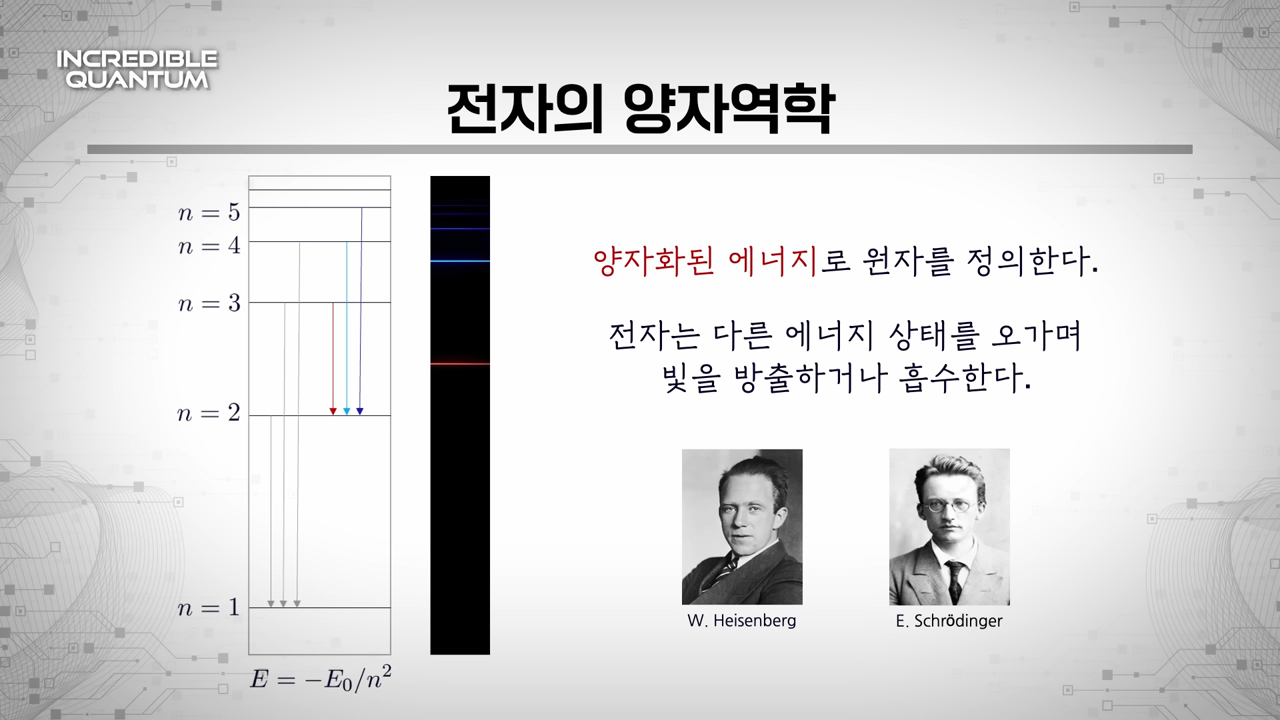 INCREDIBLE
QUANTUM
전자의 양자역학
n = 5
n = 4
n = 3
n = 2
n = 1
E = −E₀/n²
양자화된 에너지로 원자를 정의한다.
전자는 다른 에너지 상태를 오가며
빛을 방출하거나 흡수한다.
W. Heisenberg
E. Schrödinger